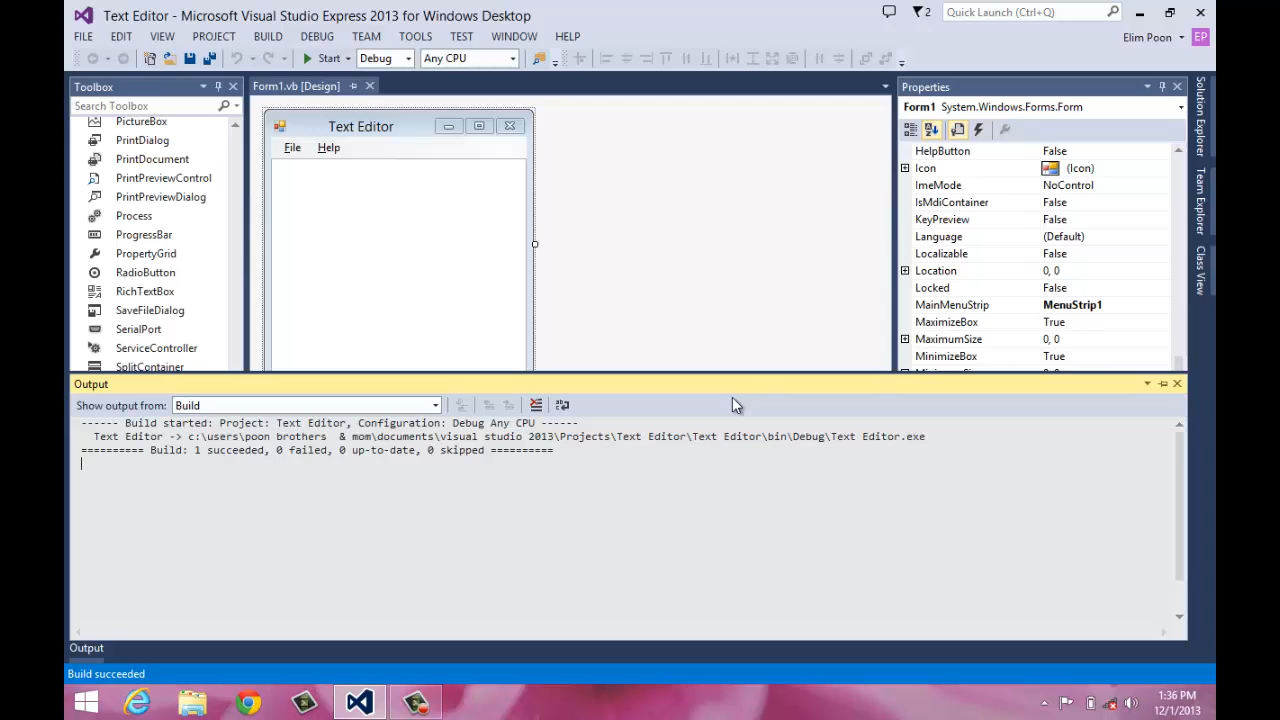 Text Editor - Microsoft Visual Studio Express 2013 for Windows Desktop
2
Quick Launch (Ctrl+Q)
FILE EDIT VIEW PROJECT BUILD DEBUG TEAM TOOLS TEST WINDOW HELP
Elim Poon EP
Start Debug Any CPU
Toolbox
Search Toolbox
PictureBox
PrintDialog
PrintDocument
PrintPreviewControl
PrintPreviewDialog
Process
ProgressBar
PropertyGrid
RadioButton
RichTextBox
SaveFileDialog
SerialPort
ServiceController
SplitContainer
Form1.vb [Design]
Text Editor
File Help
Properties
Form1 System.Windows.Forms.Form
HelpButton False
Icon (Icon)
ImeMode NoControl
IsMdiContainer False
KeyPreview False
Language (Default)
Localizable False
Location 0, 0
Locked False
MainMenuStrip MenuStrip1
MaximizeBox True
MaximumSize 0, 0
MinimizeBox True
Solution Explorer
Team Explorer
Class View
Output
Show output from: Build
------ Build started: Project: Text Editor, Configuration: Debug Any CPU ------
Text Editor -> c:\users\poon brothers  & mom\documents\visual studio 2013\Projects\Text Editor\Text Editor\bin\Debug\Text Editor.exe
========== Build: 1 succeeded, 0 failed, 0 up-to-date, 0 skipped ==========
Output
Build succeeded
1:36 PM
12/1/2013